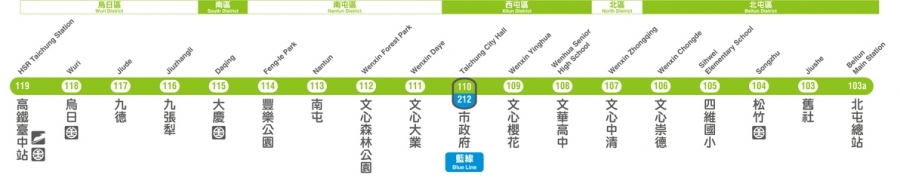 烏日區
Wuri District
南區
South District
南屯區
Nantun District
西屯區
Xitun District
北區
North District
北屯區
Beitun District
HSR Taichung Station
119
高鐵臺中站
Wuri
118
烏日
Jiude
117
九德
Jiuzhangli
116
九張犁
Daqing
115
大慶
Feng-le Park
114
豐樂公園
Nantun
113
南屯
Wenxin Forest Park
112
文心森林公園
Wenxin Daye
111
文心大業
Taichung City Hall
110
212
市政府
藍線
Blue Line
Wenxin Yinghua
109
文心櫻花
Wenhua Senior
High School
108
文華高中
Wenxin Zhongqing
107
文心中清
Wenxin Chongde
106
文心崇德
Sihwei
Elementary School
105
四維國小
Songzhu
104
松竹
Jiushe
103
舊社
Beitun
Main Station
103a
北屯總站